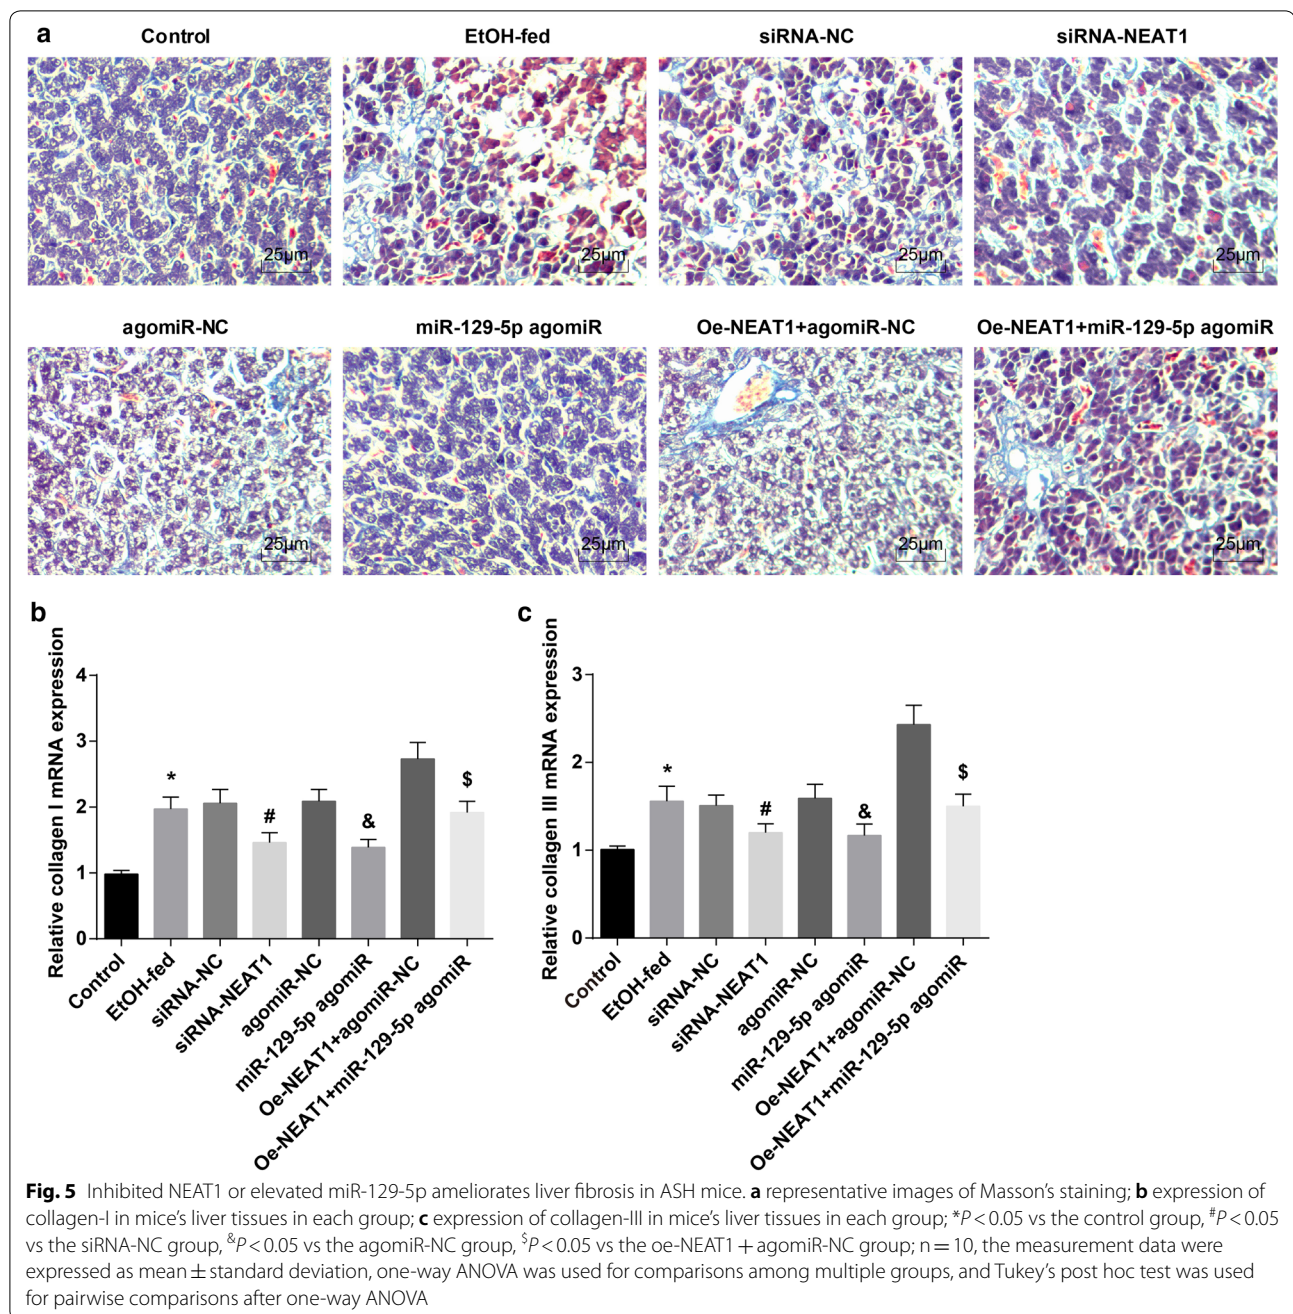 a
Control
EtOH-fed
siRNA-NC
siRNA-NEAT1
25μm
25μm
25μm
25μm
agomiR-NC
miR-129-5p agomiR
Oe-NEAT1+agomiR-NC
Oe-NEAT1+miR-129-5p agomiR
25μm
25μm
25μm
25μm
b
Relative collagen I mRNA expression
4
3
2
1
0
*
#
&
$
Control
EtOH-fed
siRNA-NC
siRNA-NEAT1
agomiR-NC
miR-129-5p agomiR
Oe-NEAT1+agomiR-NC
Oe-NEAT1+miR-129-5p agomiR
c
Relative collagen III mRNA expression
3
2
1
0
*
#
&
$
Control
EtOH-fed
siRNA-NC
siRNA-NEAT1
agomiR-NC
miR-129-5p agomiR
Oe-NEAT1+agomiR-NC
Oe-NEAT1+miR-129-5p agomiR
Fig. 5 Inhibited NEAT1 or elevated miR-129-5p ameliorates liver fibrosis in ASH mice. a representative images of Masson's staining; b expression of
collagen-I in mice's liver tissues in each group; c expression of collagen-III in mice's liver tissues in each group; *P < 0.05 vs the control group, #P < 0.05
vs the siRNA-NC group, &P < 0.05 vs the agomiR-NC group, $P < 0.05 vs the oe-NEAT1 + agomiR-NC group; n = 10, the measurement data were
expressed as mean ± standard deviation, one-way ANOVA was used for comparisons among multiple groups, and Tukey's post hoc test was used
for pairwise comparisons after one-way ANOVA